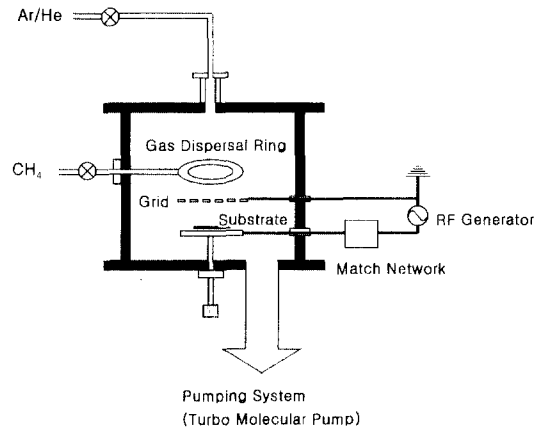 Ar/He
Gas Dispersal Ring
CH₄
Grid
Substrate
RF Generator
Match Network
Pumping System
(Turbo Molecular Pump)